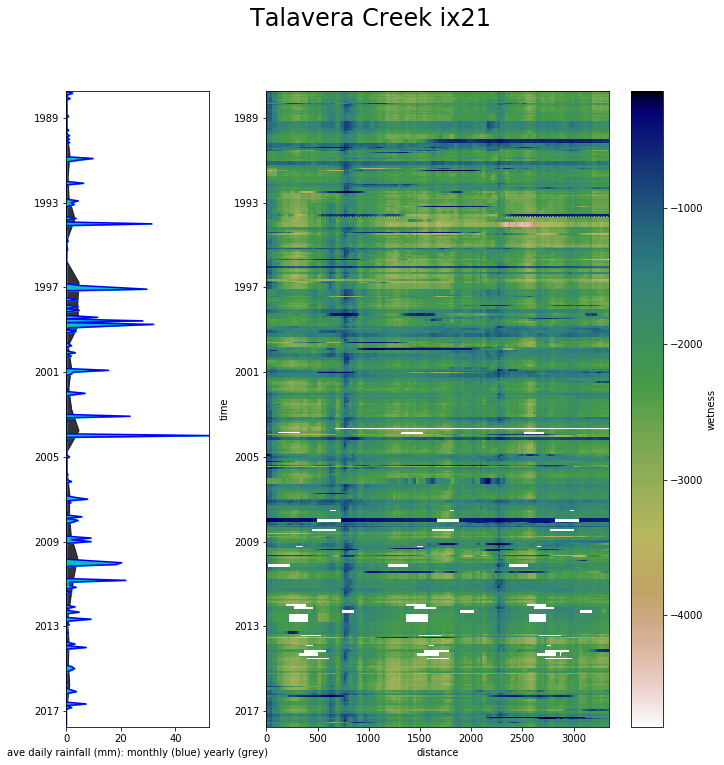 Talavera Creek ix21
1989
1993
1997
2001
2005
2009
2013
2017
0 20 40
ave daily rainfall (mm): monthly (blue) yearly (grey)
time
1989
1993
1997
2001
2005
2009
2013
2017
0 500 1000 1500 2000 2500 3000
distance
−1000
−2000
−3000
−4000
wetness